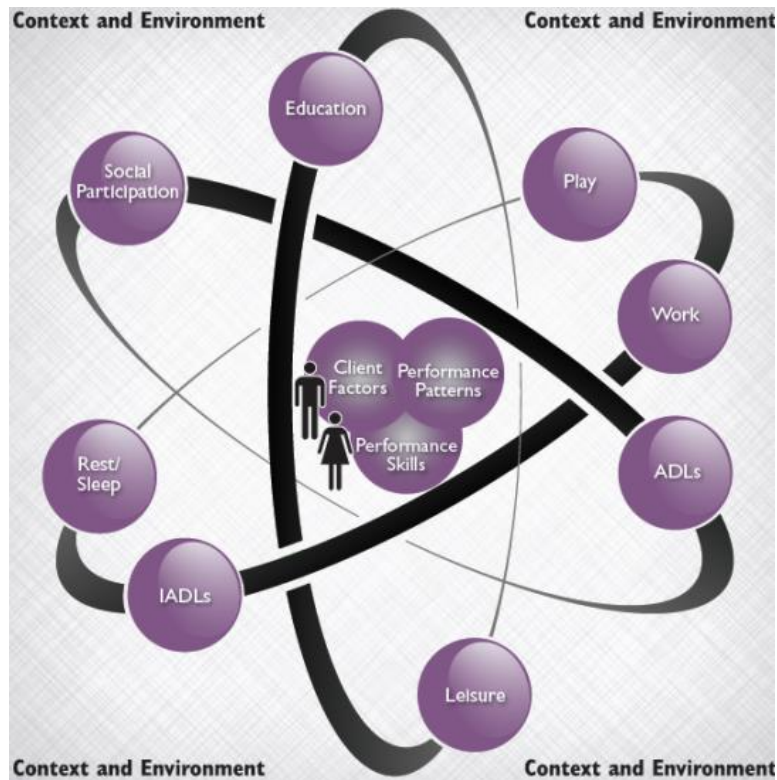 Context and Environment
Context and Environment
Education
Social
Participation
Play
Work
Client
Factors
Performance
Patterns
Performance
Skills
Rest/
Sleep
ADLs
IADLs
Leisure
Context and Environment
Context and Environment